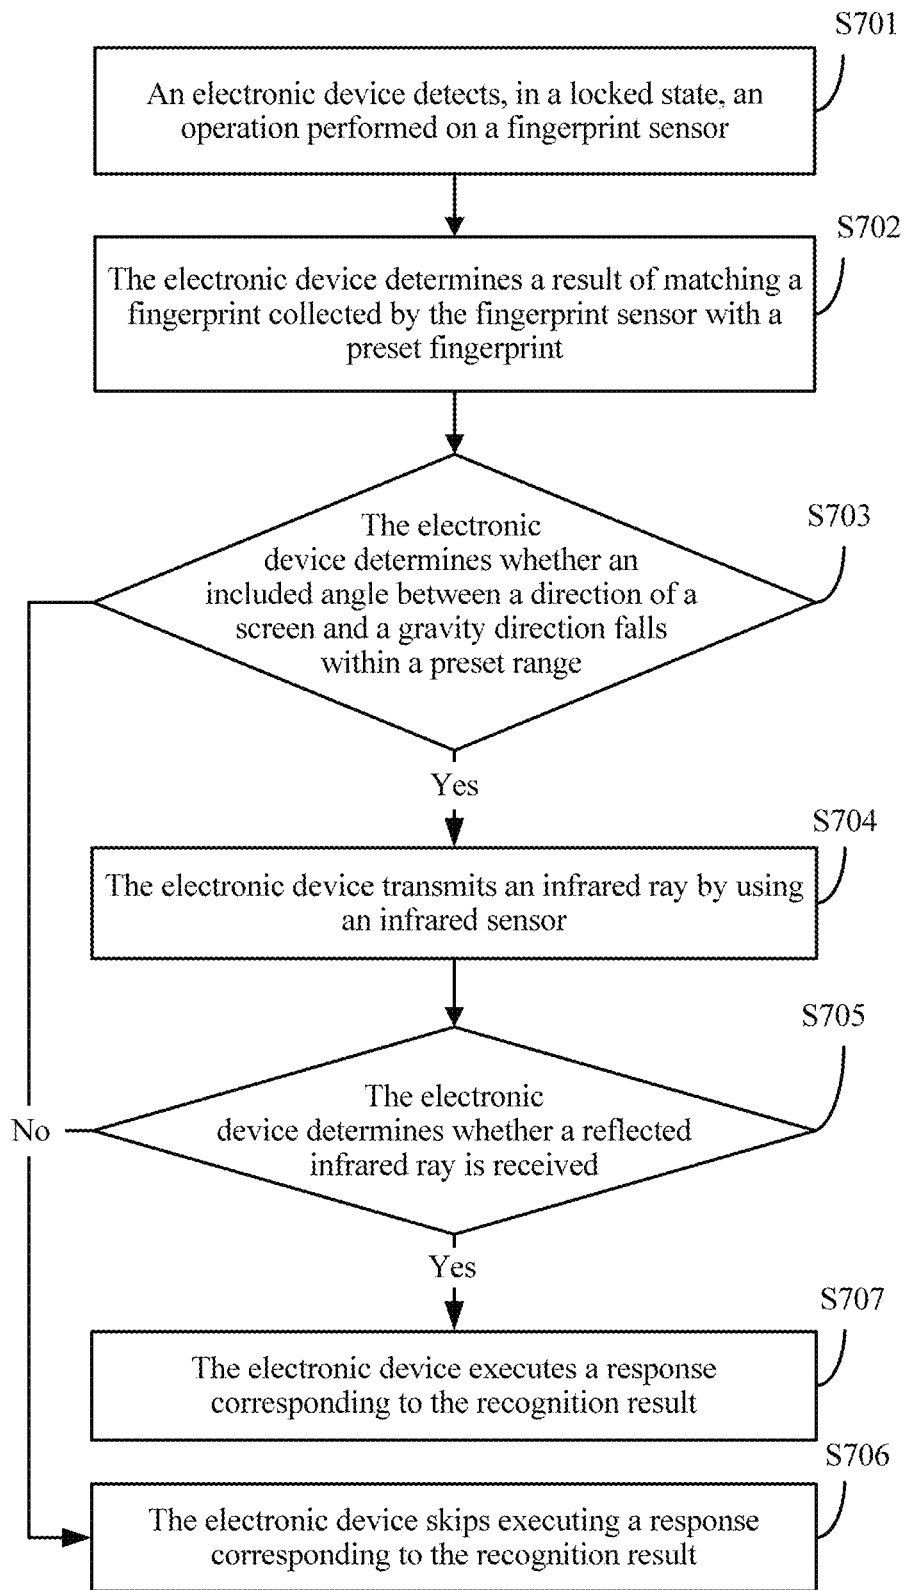 S701
An electronic device detects, in a locked state, an
operation performed on a fingerprint sensor
S702
The electronic device determines a result of matching a
fingerprint collected by the fingerprint sensor with a
preset fingerprint
S703
The electronic
device determines whether an
included angle between a direction of a
screen and a gravity direction falls
within a preset range
Yes
S704
The electronic device transmits an infrared ray by using
an infrared sensor
S705
The electronic
device determines whether a reflected
infrared ray is received
No
Yes
S707
The electronic device executes a response
corresponding to the recognition result
S706
The electronic device skips executing a response
corresponding to the recognition result